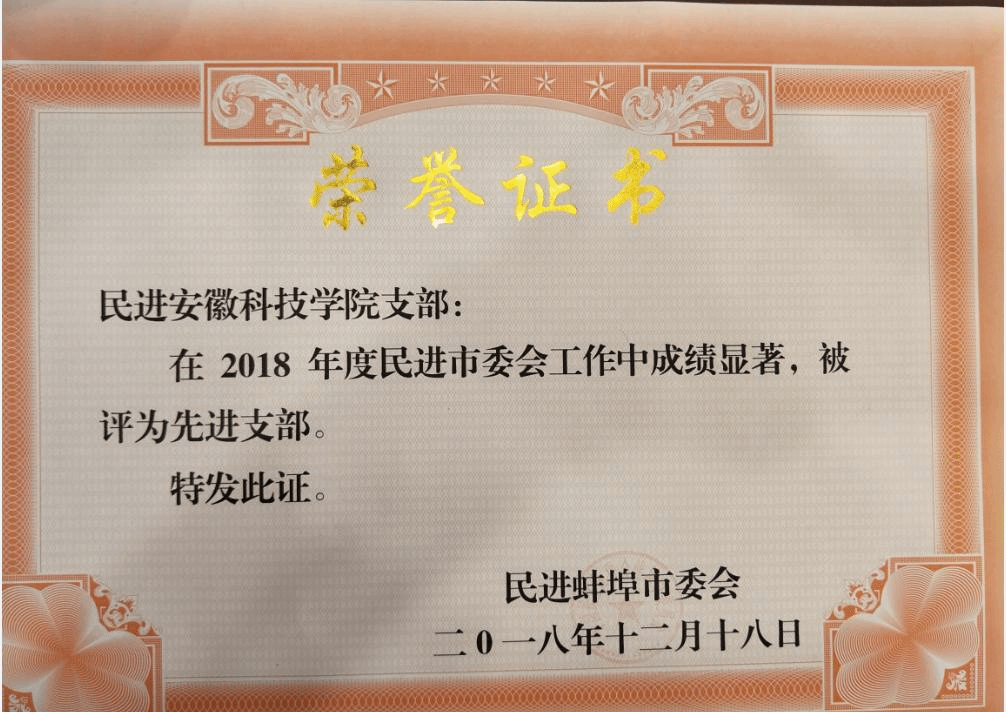 荣誉证书
民进安徽科技学院支部:
在 2018 年度民进市委会工作中成绩显著，被
评为先进支部。
特发此证。
民进蚌埠市委会
二0一八年十二月十八日